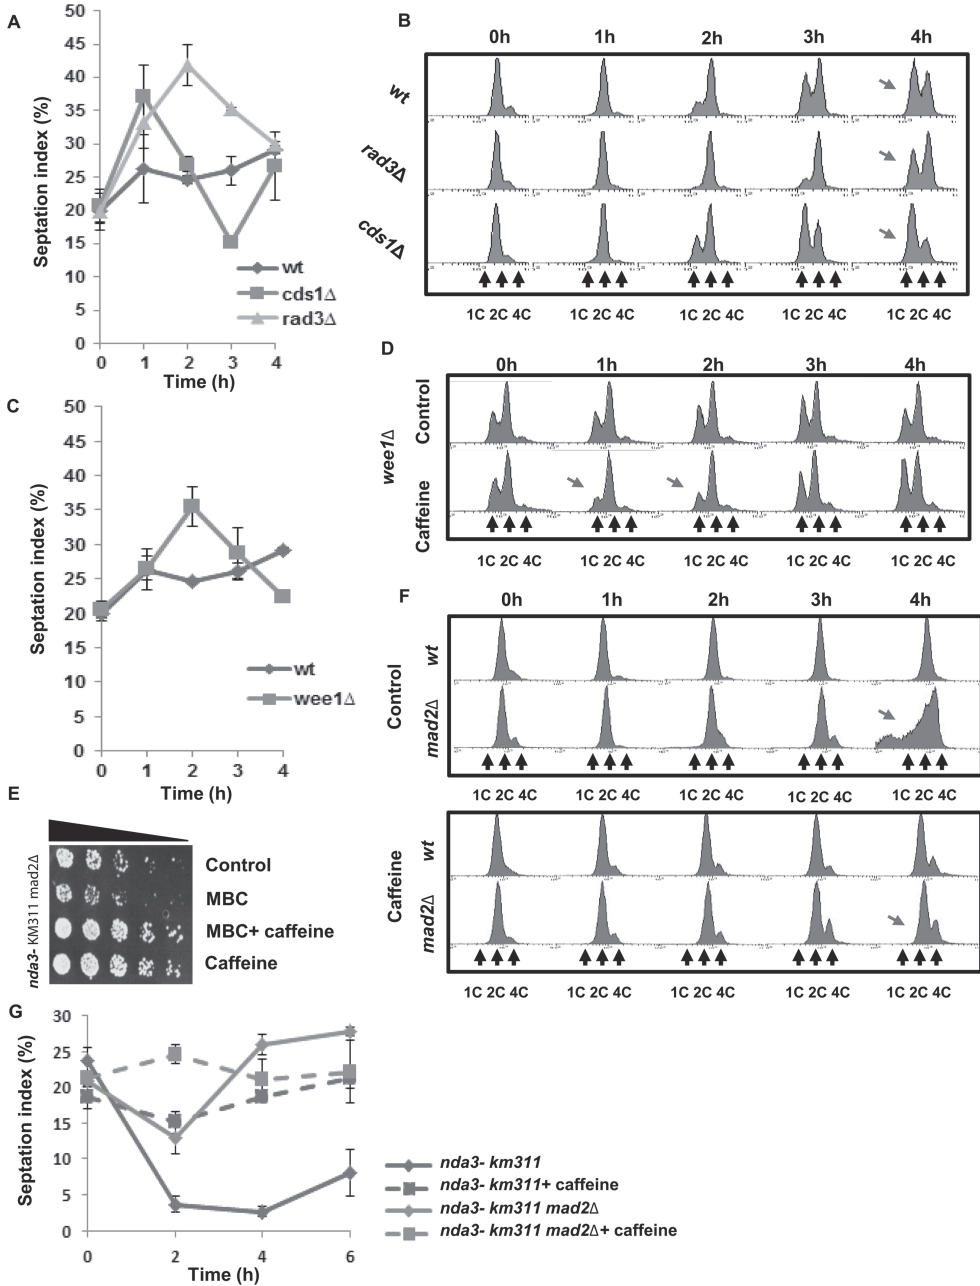 A
Septation index (%)
50
45
40
35
30
25
20
15
10
5
0
wt
cds1Δ
rad3Δ
0 1 2 3 4
Time (h)
B
0h 1h 2h 3h 4h
wt
rad3Δ
cds1Δ
1C 2C 4C 1C 2C 4C 1C 2C 4C 1C 2C 4C 1C 2C 4C
C
Septation index (%)
50
45
40
35
30
25
20
15
10
5
0
wt
wee1Δ
0 1 2 3 4
Time (h)
D
0h 1h 2h 3h 4h
wee1Δ
Control
Caffeine
1C 2C 4C 1C 2C 4C 1C 2C 4C 1C 2C 4C 1C 2C 4C
E
nda3- KM311 mad2Δ
Control
MBC
MBC+ caffeine
Caffeine
F
0h 1h 2h 3h 4h
Control
wt
mad2Δ
1C 2C 4C 1C 2C 4C 1C 2C 4C 1C 2C 4C 1C 2C 4C
Caffeine
wt
mad2Δ
1C 2C 4C 1C 2C 4C 1C 2C 4C 1C 2C 4C 1C 2C 4C
G
Septation index (%)
30
25
20
15
10
5
0
0 2 4 6
Time (h)
nda3- km311
nda3- km311+ caffeine
nda3- km311 mad2Δ
nda3- km311 mad2Δ+ caffeine